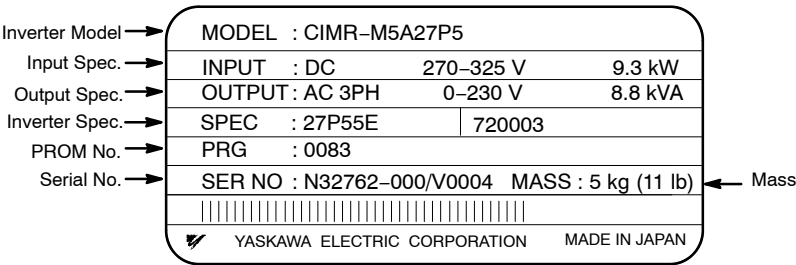 Inverter Model MODEL : CIMR–M5A27P5
Input Spec. INPUT : DC 270–325 V 9.3 kW
Output Spec. OUTPUT : AC 3PH 0–230 V 8.8 kVA
Inverter Spec. SPEC : 27P55E 720003
PROM No. PRG : 0083
Serial No. SER NO : N32762–000/V0004 MASS : 5 kg (11 lb) Mass
YASKAWA ELECTRIC CORPORATION MADE IN JAPAN